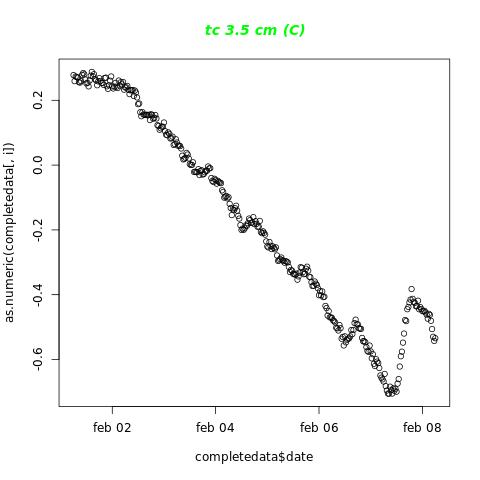 tc 3.5 cm (C)
as.numeric(completedata[, i])
0.2
0.0
-0.2
-0.4
-0.6
feb 02
feb 04
feb 06
feb 08
completedata$date